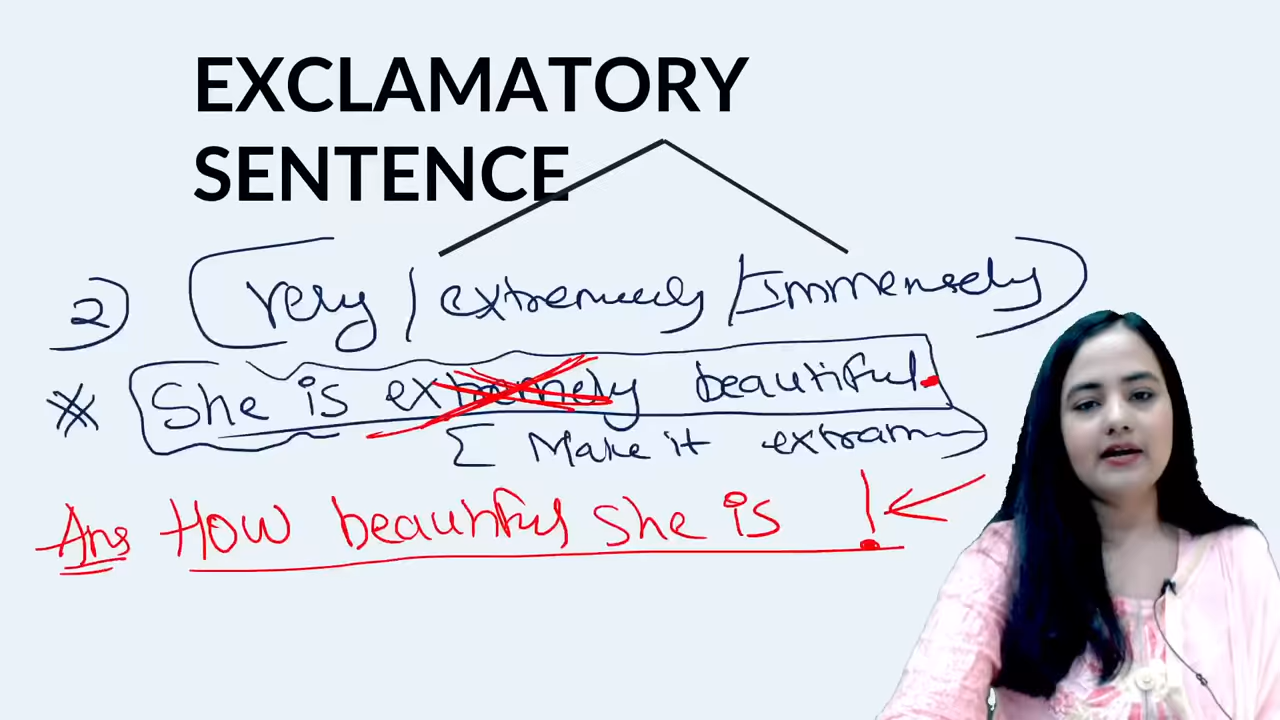 EXCLAMATORY
SENTENCE
2) very / extremely / Immensely
She is extremely beautiful.
[ Make it
Ans How beautiful she is !